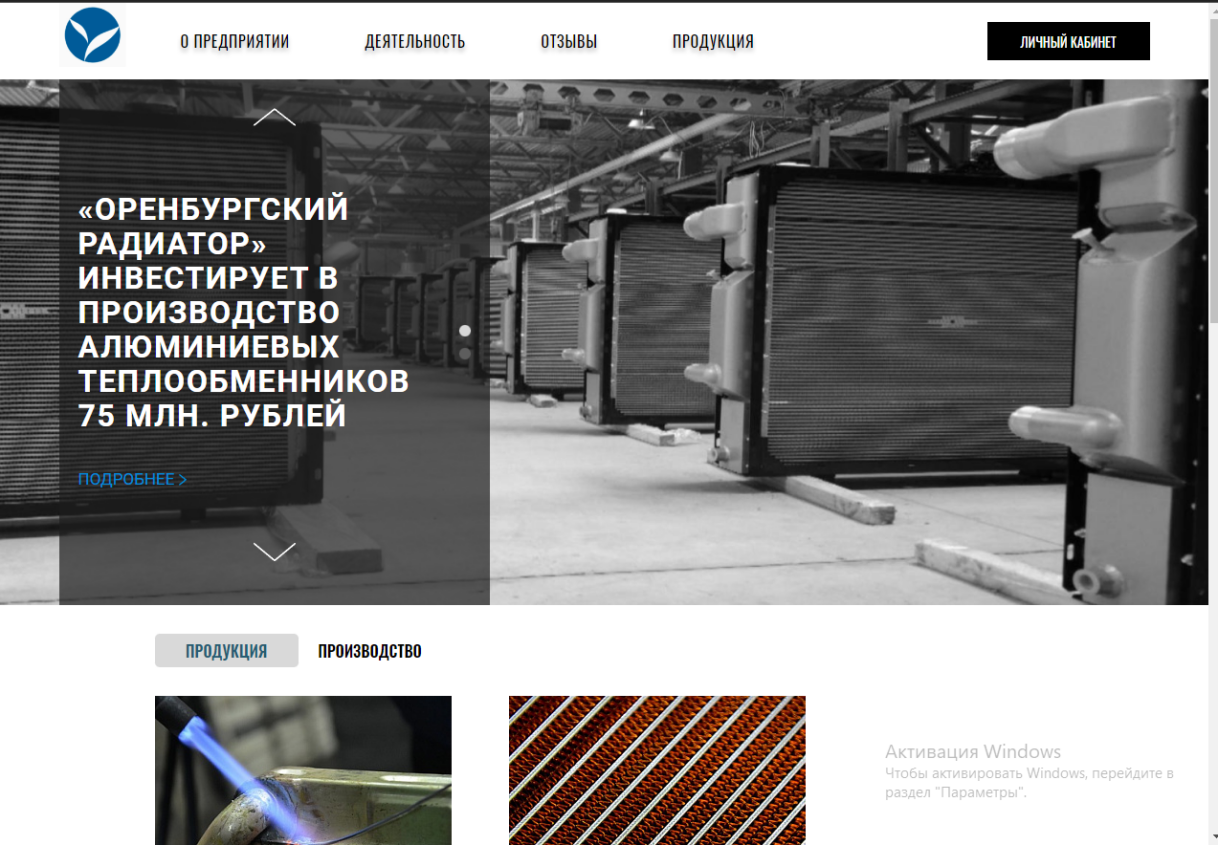 О ПРЕДПРИЯТИИ
ДЕЯТЕЛЬНОСТЬ
ОТЗЫВЫ
ПРОДУКЦИЯ
ЛИЧНЫЙ КАБИНЕТ
«ОРЕНБУРГСКИЙ
РАДИАТОР»
ИНВЕСТИРУЕТ В
ПРОИЗВОДСТВО
АЛЮМИНИЕВЫХ
ТЕПЛООБМЕННИКОВ
75 МЛН. РУБЛЕЙ
ПОДРОБНЕЕ >
ПРОДУКЦИЯ
ПРОИЗВОДСТВО
Активация Windows
Чтобы активировать Windows, перейдите в
раздел "Параметры".